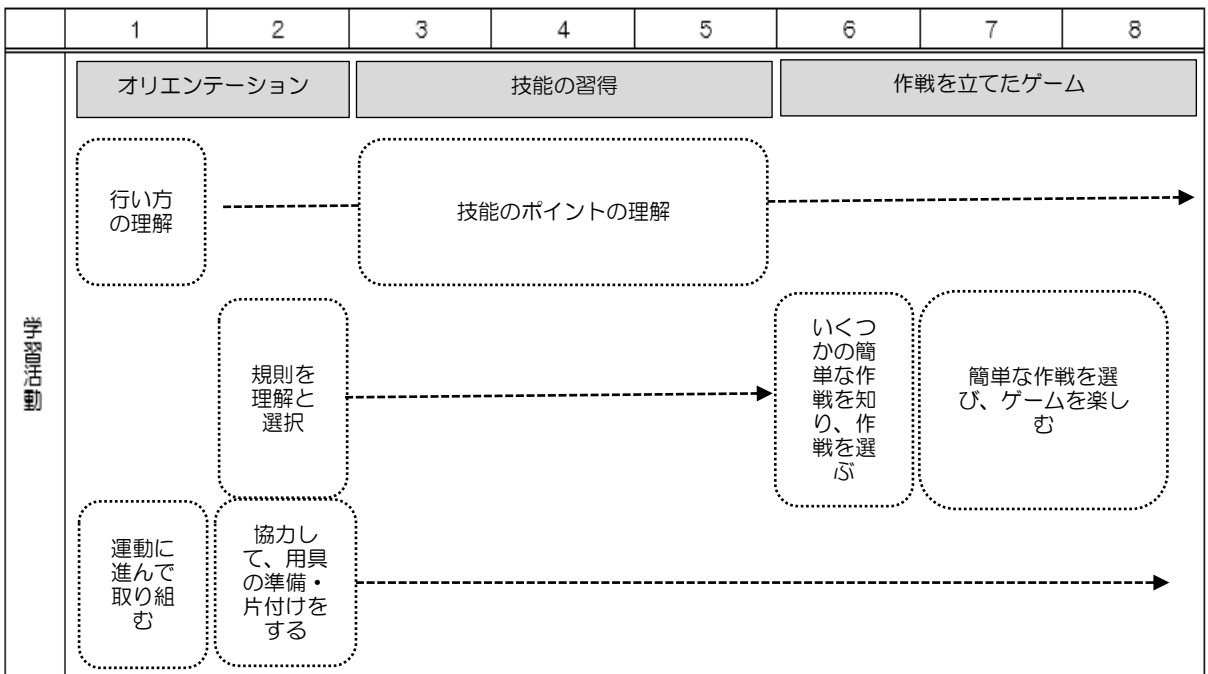 1 2 3 4 5 6 7 8
オリエンテーション 技能の習得 作戦を立てたゲーム
行い方
の理解
技能のポイントの理解
学習活動
規則を
理解と
選択
いくつ
かの簡
単な作
戦を知
り、作
戦を選
ぶ
簡単な作戦を選
び、ゲームを楽し
む
運動に
進んで
取り組
む
協力し
て、用具
の準備・
片付けを
する